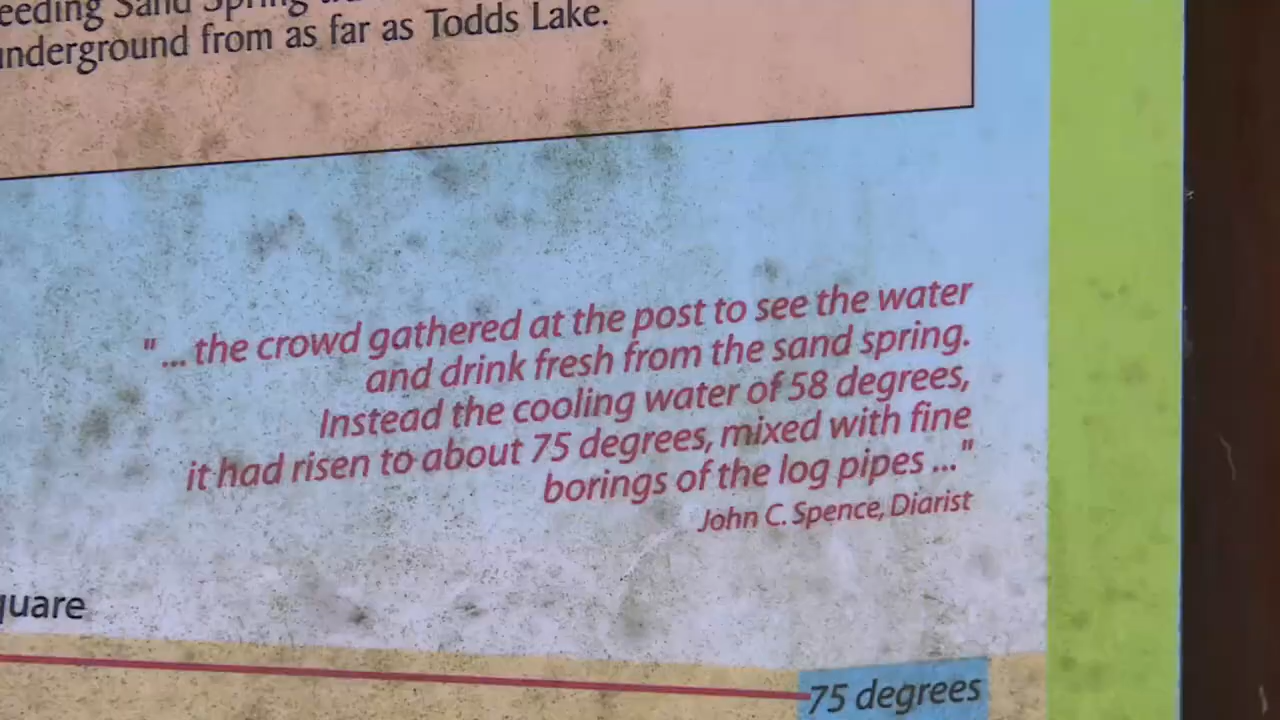 Sand Spring
underground from as far as Todds Lake.
"... the crowd gathered at the post to see the water
and drink fresh from the sand spring.
Instead the cooling water of 58 degrees,
it had risen to about 75 degrees, mixed with fine
borings of the log pipes ..."
John C. Spence, Diarist
75 degrees